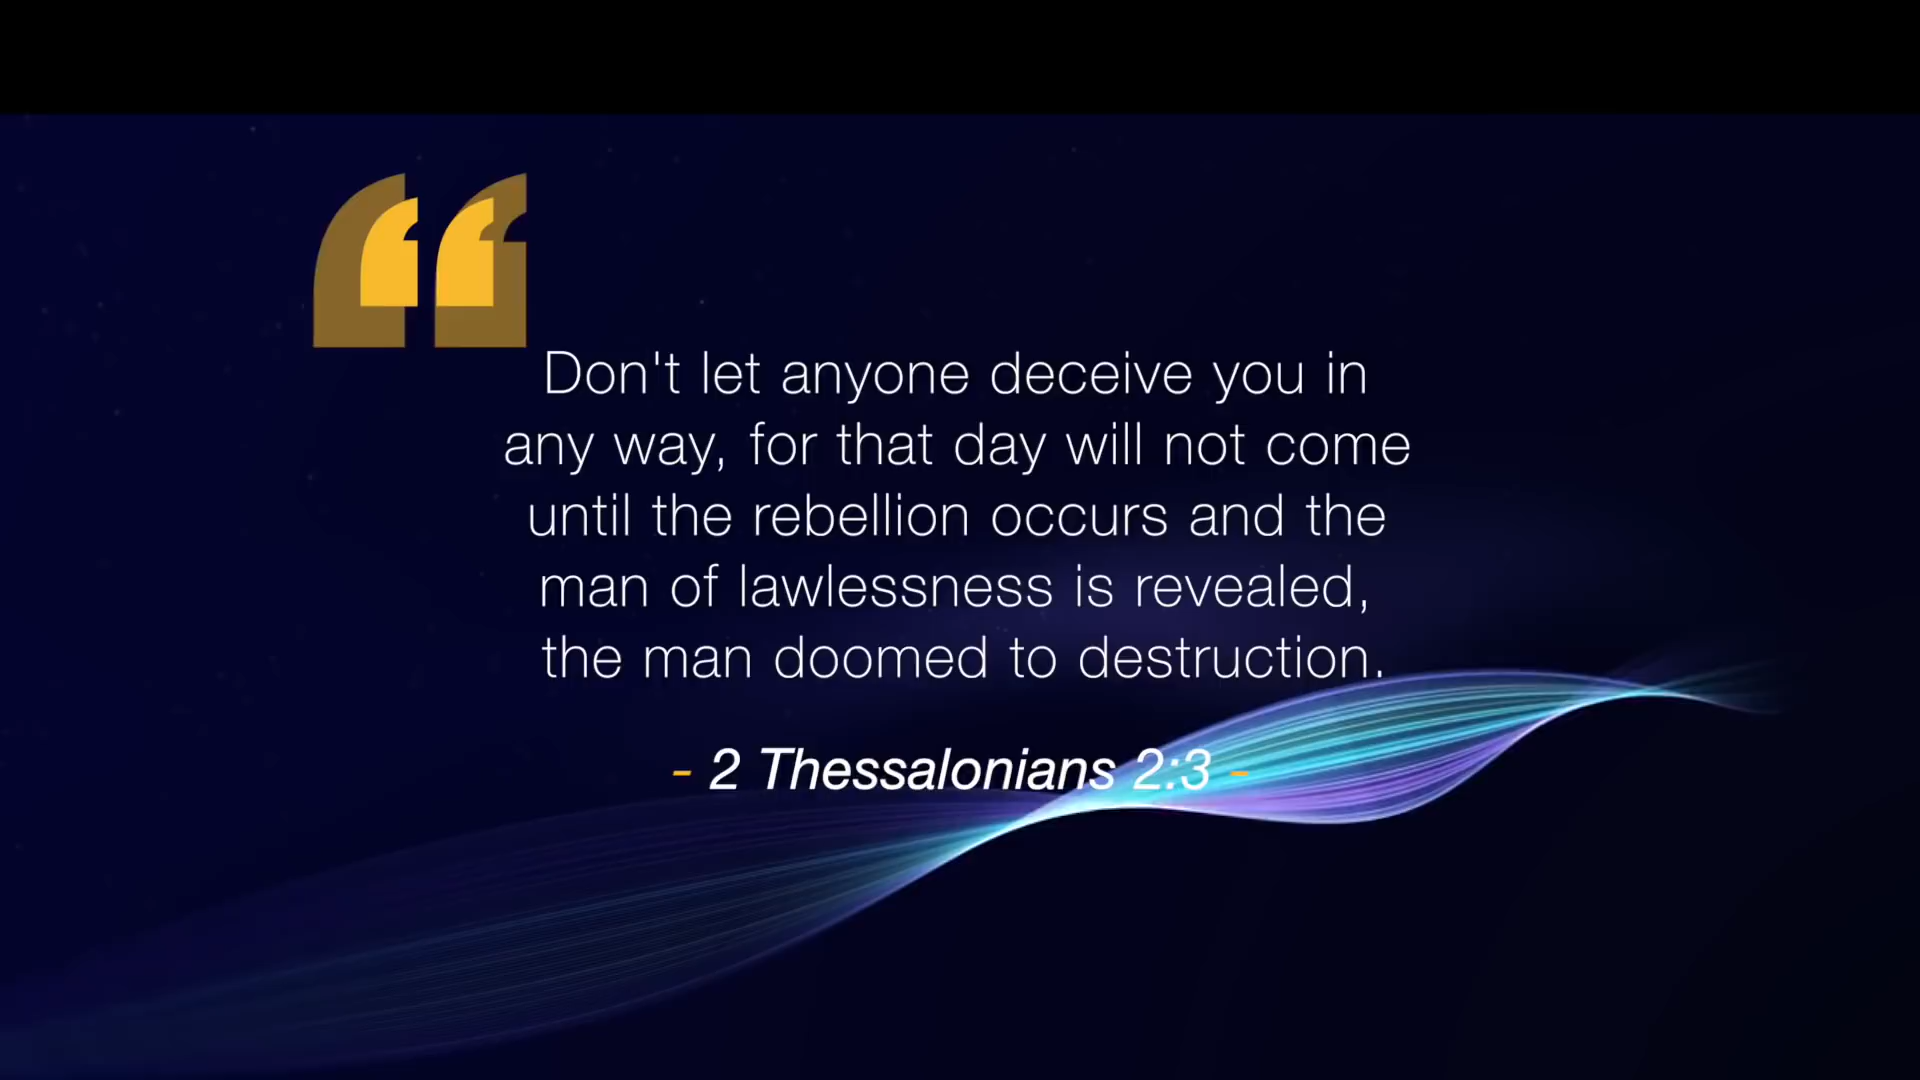 Don't let anyone deceive you in
any way, for that day will not come
until the rebellion occurs and the
man of lawlessness is revealed,
the man doomed to destruction.
- 2 Thessalonians 2:3 -